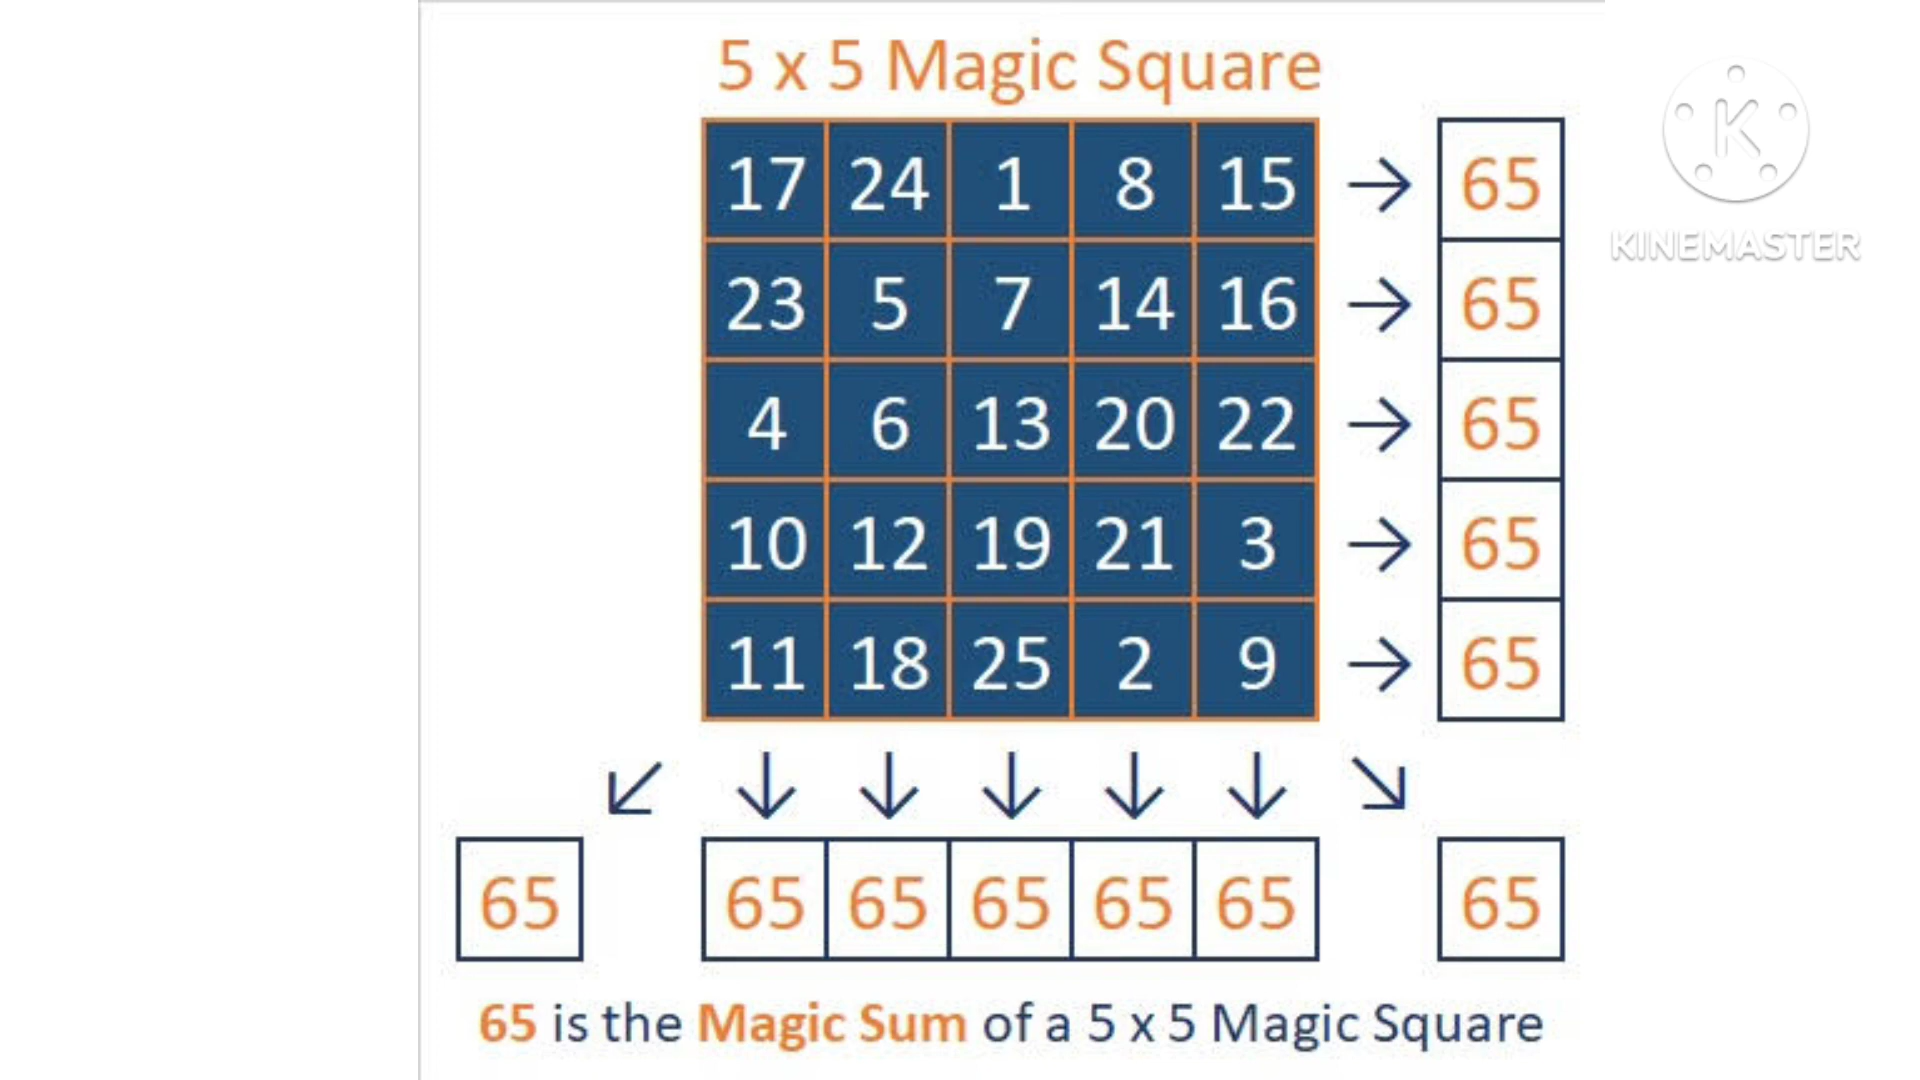 5 x 5 Magic Square
17 24 1 8 15 → 65
23 5 7 14 16 → 65
4 6 13 20 22 → 65
10 12 19 21 3 → 65
11 18 25 2 9 → 65
65 65 65 65 65 65 65
65 is the Magic Sum of a 5 x 5 Magic Square
K
KINEMASTER